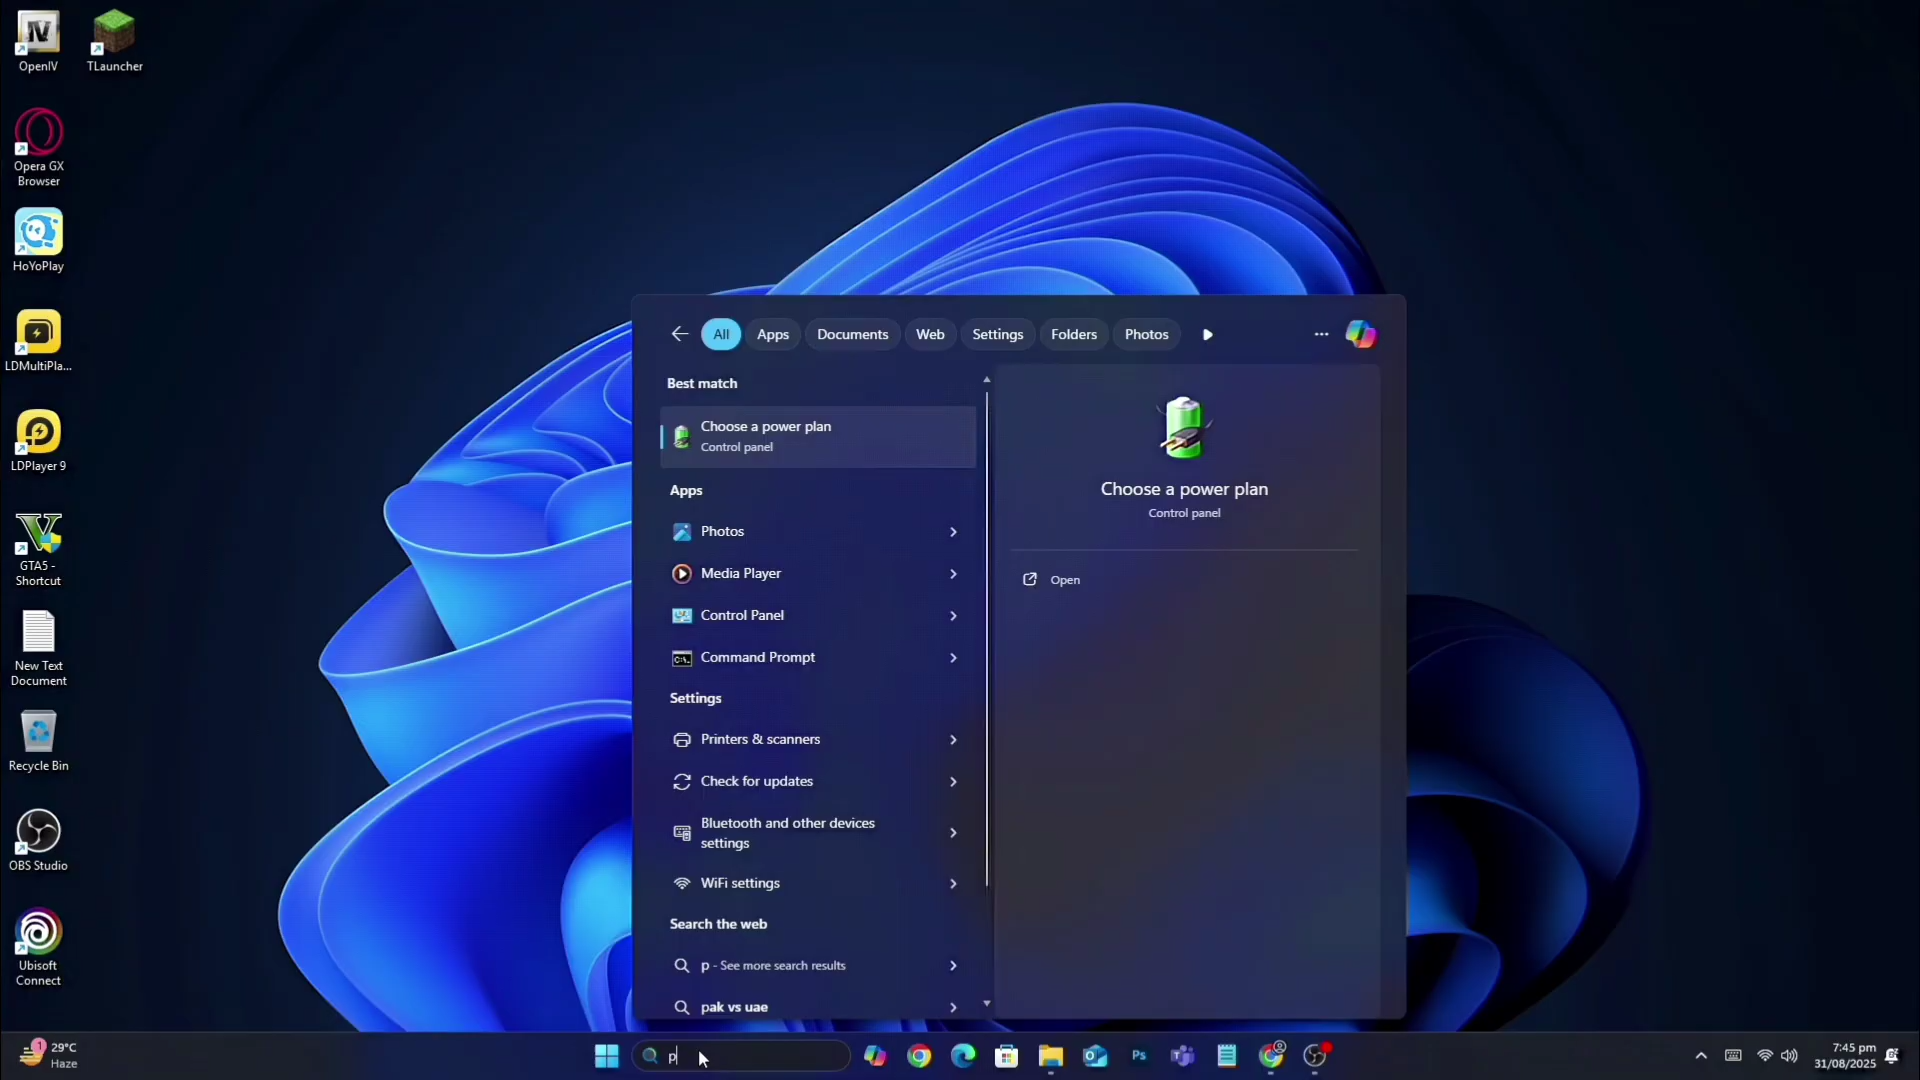 OpenIV
TLauncher
Opera GX
Browser
HoYoPlay
LDMultiPla...
LDPlayer 9
GTA5 -
Shortcut
New Text
Document
Recycle Bin
OBS Studio
Ubisoft
Connect
All
Apps
Documents
Web
Settings
Folders
Photos
Best match
Choose a power plan
Control panel
Apps
Photos
Media Player
Control Panel
Command Prompt
Settings
Printers & scanners
Check for updates
Bluetooth and other devices
settings
WiFi settings
Search the web
p - See more search results
pak vs uae
Choose a power plan
Control panel
Open
1
29°C
Haze
p
Ps
7:45 pm
31/08/2025